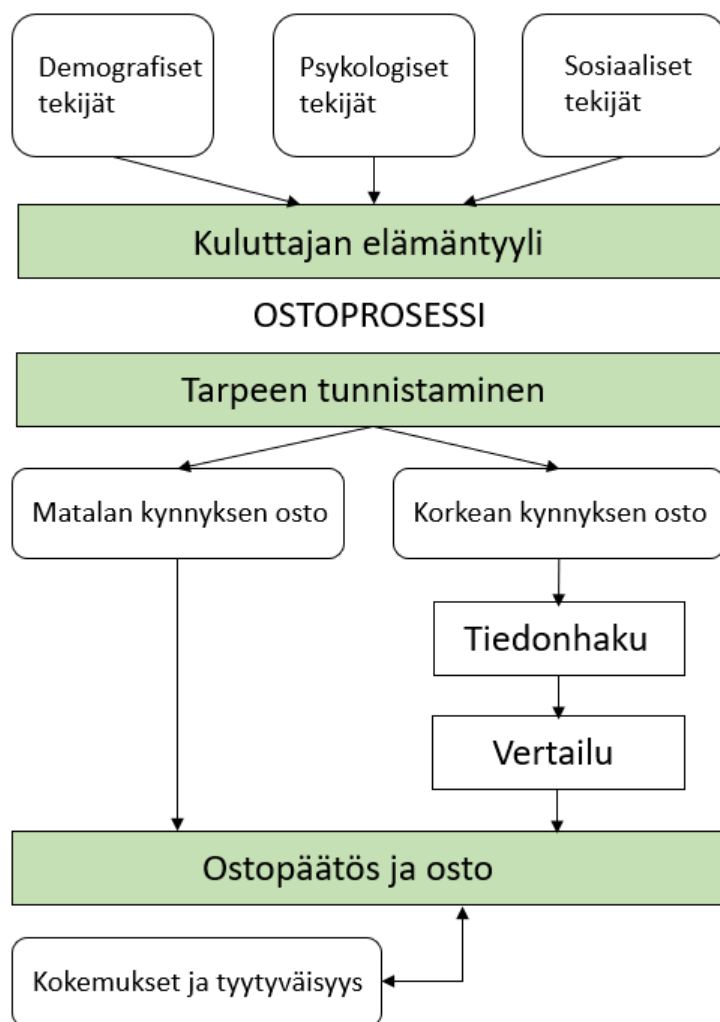 Demografiset
tekijät
Psykologiset
tekijät
Sosiaaliset
tekijät
Kuluttajan elämäntyyli
OSTOPROSESSI
Tarpeen tunnistaminen
Matalan kynnyksen osto
Korkean kynnyksen osto
Tiedonhaku
Vertailu
Ostopäätös ja osto
Kokemukset ja tyytyväisyys